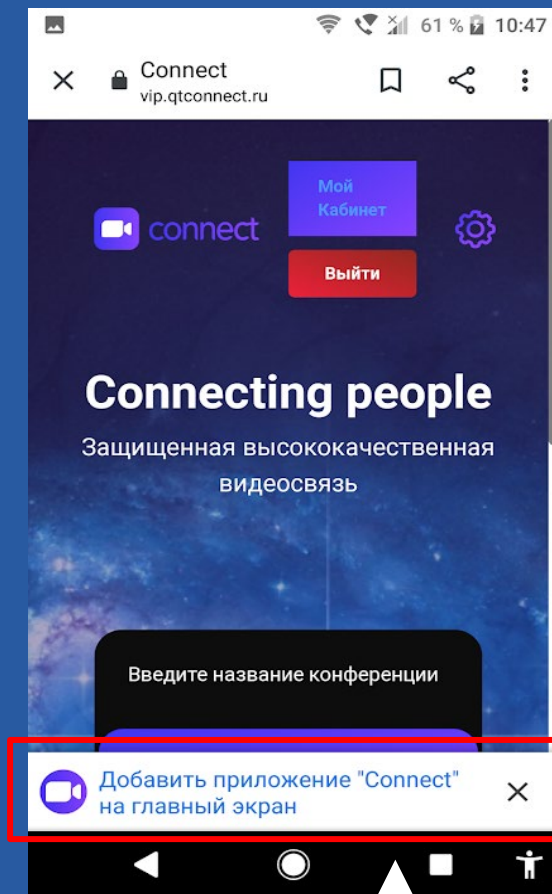 61 % 10:47
Connect
vip.qtconnect.ru
Мой
Кабинет
connect
Выйти
Connecting people
Защищенная высококачественная
видеосвязь
Введите название конференции
Добавить приложение "Connect"
на главный экран